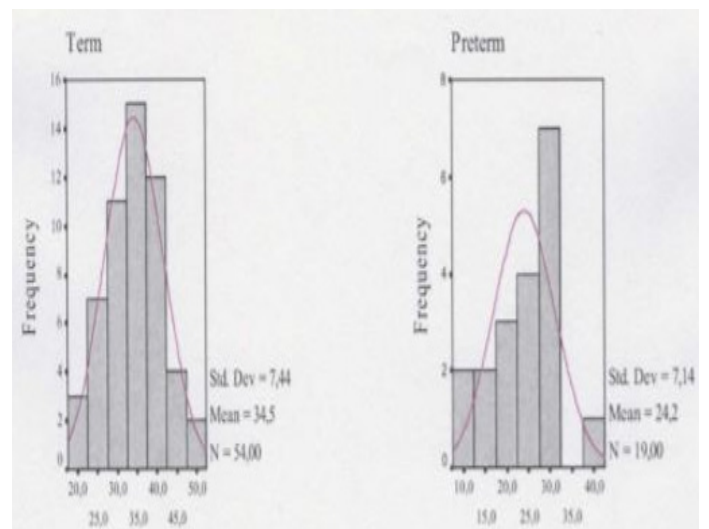 Term
16
14
12
10
8
6
4
2
0
Frequency
Std. Dev = 7,44
Mean = 34,5
N = 54,00
20,0 30,0 40,0 50,0
25,0 35,0 45,0
Preterm
8
6
4
2
0
Frequency
Std. Dev = 7,14
Mean = 24,2
N = 19,00
10,0 20,0 30,0 40,0
15,0 25,0 35,0